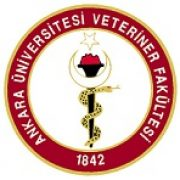 ANKARA ÜNİVERSİTESİ VETERİNER FAKÜLTESİ
1842